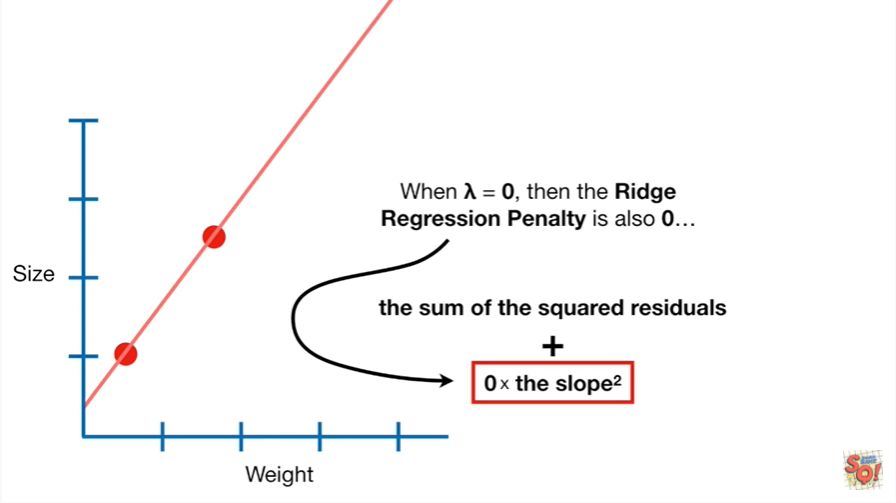 When λ = 0, then the Ridge
Regression Penalty is also 0...
Size
the sum of the squared residuals
+
0 x the slope²
Weight
SQ!